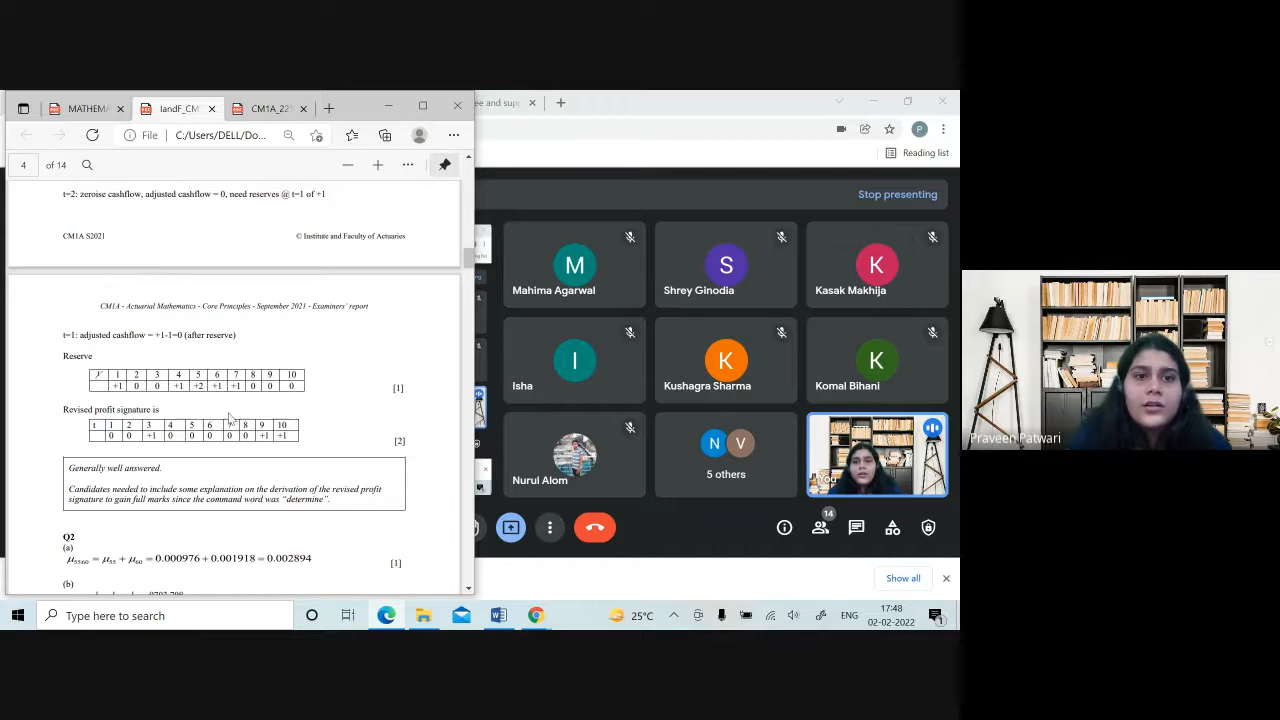 MATHEMA
IandF_CM
CM1A_221
ee and supp
File
C:/Users/DELL/Do...
P
Reading list
4 of 14
t=2: zeroise cashflow, adjusted cashflow = 0, need reserves @ t=1 of +1
CM1A S2021
© Institute and Faculty of Actuaries
CM1A - Actuarial Mathematics - Core Principles - September 2021 - Examiners' report
t=1: adjusted cashflow = +1-1=0 (after reserve)
Reserve
V 1 2 3 4 5 6 7 8 9 10
+1 0 0 +1 +2 +1 +1 0 0 0
[1]
Revised profit signature is
t 1 2 3 4 5 6 8 9 10
0 0 +1 0 0 0 0 0 +1 +1
[2]
Generally well answered.
Candidates needed to include some explanation on the derivation of the revised profit
signature to gain full marks since the command word was “determine”.
Q2
(a)
μ55:60 = μ55 + μ60 = 0.000976 + 0.001918 = 0.002894
[1]
(b)
Stop presenting
M
Mahima Agarwal
S
Shrey Ginodia
K
Kasak Makhija
I
Isha
K
Kushagra Sharma
K
Komal Bihani
Nurul Alom
N V
5 others
You
14
Show all
Type here to search
25°C
ENG
17:48
02-02-2022
1
Praveen Patwari